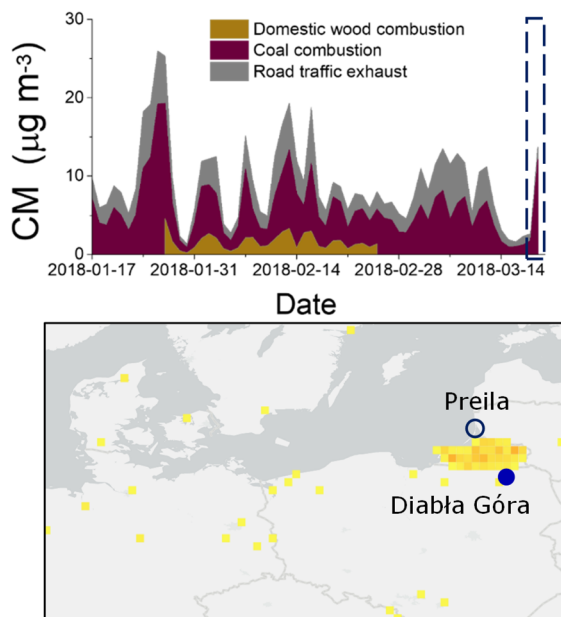 30
20
10
0
CM (μg m-3)
Domestic wood combustion
Coal combustion
Road traffic exhaust
2018-01-17 2018-01-31 2018-02-14 2018-02-28 2018-03-14
Date
Preila
Diabła Góra